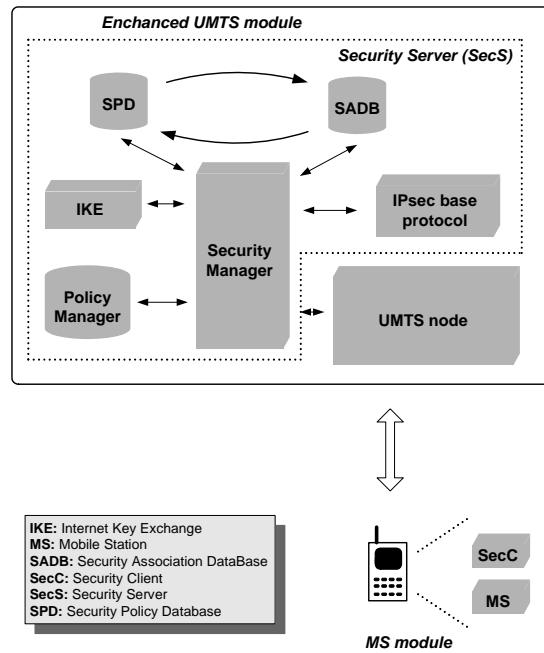 Enchanced UMTS module
Security Server (SecS)
SPD
SADB
IKE
Security
Manager
IPsec base
protocol
Policy
Manager
UMTS node
IKE: Internet Key Exchange
MS: Mobile Station
SADB: Security Association DataBase
SecC: Security Client
SecS: Security Server
SPD: Security Policy Database
SecC
MS
MS module